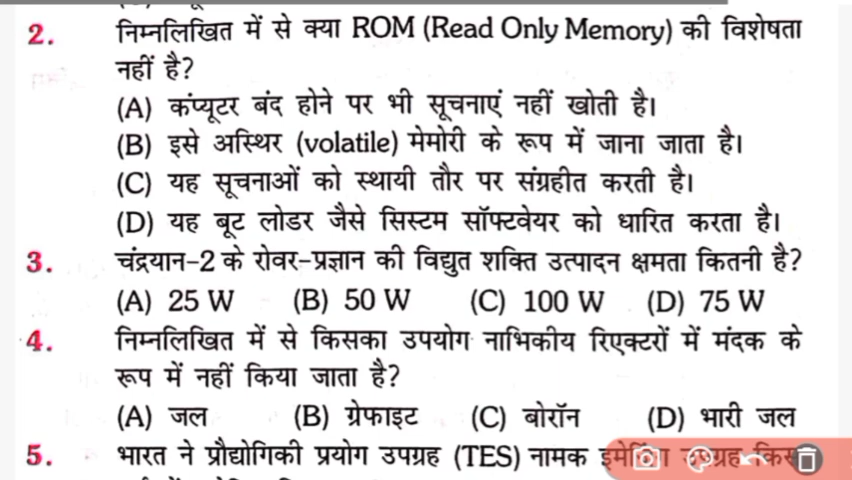 2. निम्नलिखित में से क्या ROM (Read Only Memory) की विशेषता
नहीं है?
(A) कंप्यूटर बंद होने पर भी सूचनाएं नहीं खोती है।
(B) इसे अस्थिर (volatile) मेमोरी के रूप में जाना जाता है।
(C) यह सूचनाओं को स्थायी तौर पर संग्रहीत करती है।
(D) यह बूट लोडर जैसे सिस्टम सॉफ्टवेयर को धारित करता है।
3. चंद्रयान-2 के रोवर-प्रज्ञान की विद्युत शक्ति उत्पादन क्षमता कितनी है?
(A) 25 W (B) 50 W (C) 100 W (D) 75 W
4. निम्नलिखित में से किसका उपयोग नाभिकीय रिएक्टरों में मंदक के
रूप में नहीं किया जाता है?
(A) जल (B) ग्रेफाइट (C) बोरॉन (D) भारी जल
5. भारत ने प्रौद्योगिकी प्रयोग उपग्रह (TES) नामक इमेजिंग उपग्रह किस